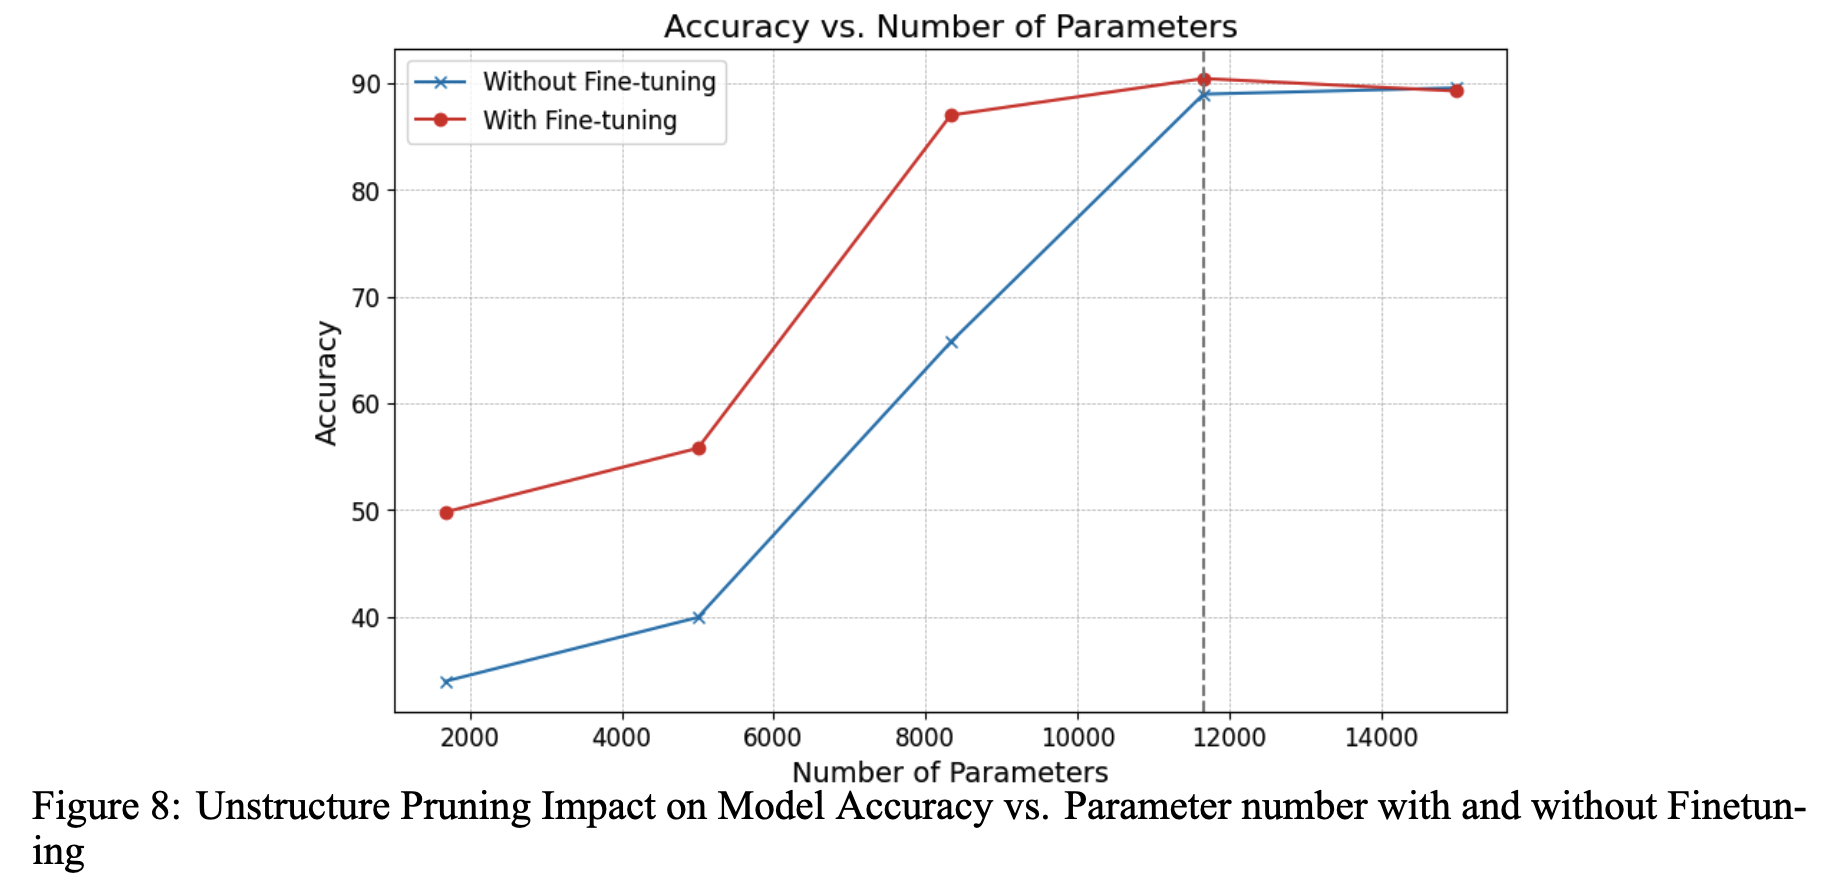 Accuracy vs. Number of Parameters
Without Fine-tuning
With Fine-tuning
90
80
70
60
50
40
Accuracy
2000 4000 6000 8000 10000 12000 14000
Number of Parameters
Figure 8: Unstructure Pruning Impact on Model Accuracy vs. Parameter number with and without Finetun-
ing